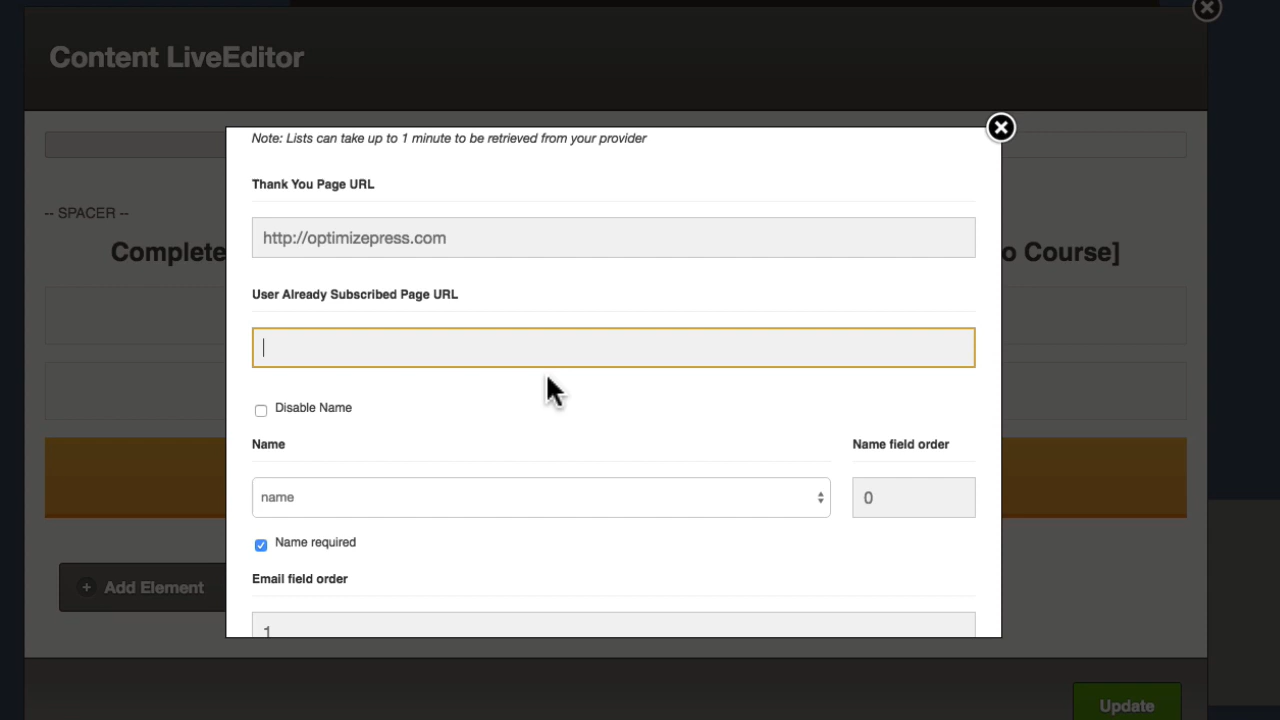 Content LiveEditor
Note: Lists can take up to 1 minute to be retrieved from your provider
Thank You Page URL
http://optimizepress.com
-- SPACER --
Complete
o Course]
User Already Subscribed Page URL
Disable Name
Name
Name field order
name
0
Name required
Email field order
1
+ Add Element
Update